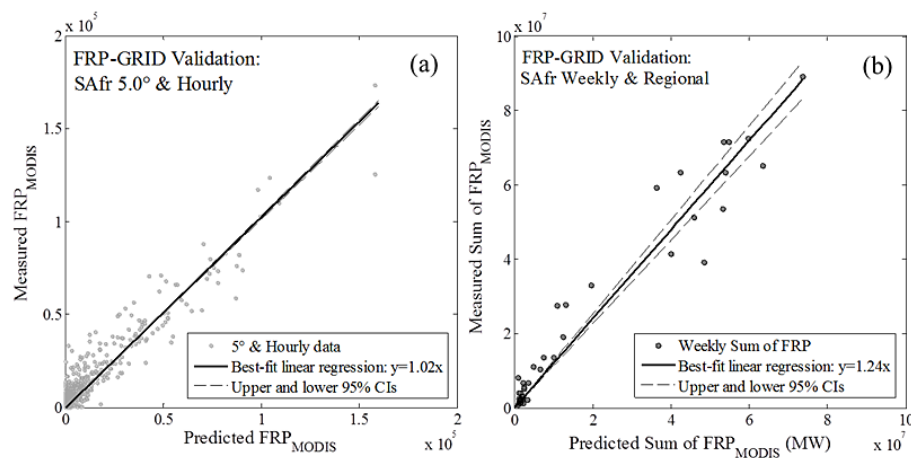 x 10^5
2
FRP-GRID Validation:
SAfr 5.0° & Hourly
(a)
1.5
1
0.5
0
Measured FRP_MODIS
5° & Hourly data
Best-fit linear regression: y=1.02x
Upper and lower 95% CIs
0
0.5
1
1.5
2
Predicted FRP_MODIS
x 10^5
x 10^7
10
FRP-GRID Validation:
SAfr Weekly & Regional
(b)
8
6
4
2
0
Measured Sum of FRP_MODIS
Weekly Sum of FRP
Best-fit linear regression: y=1.24x
Upper and lower 95% CIs
0
2
4
6
8
10
Predicted Sum of FRP_MODIS (MW)
x 10^7